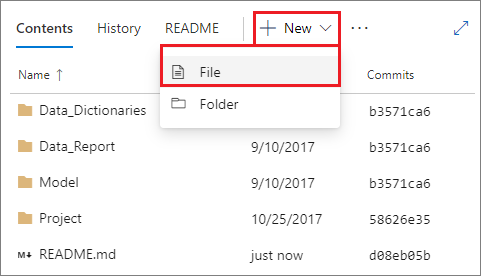 Contents History README New ...
File
Name ↑ Commits
Folder
Data_Dictionaries b3571ca6
Data_Report 9/10/2017 b3571ca6
Model 9/10/2017 b3571ca6
Project 10/25/2017 58626e35
M↓ README.md just now d08eb05b